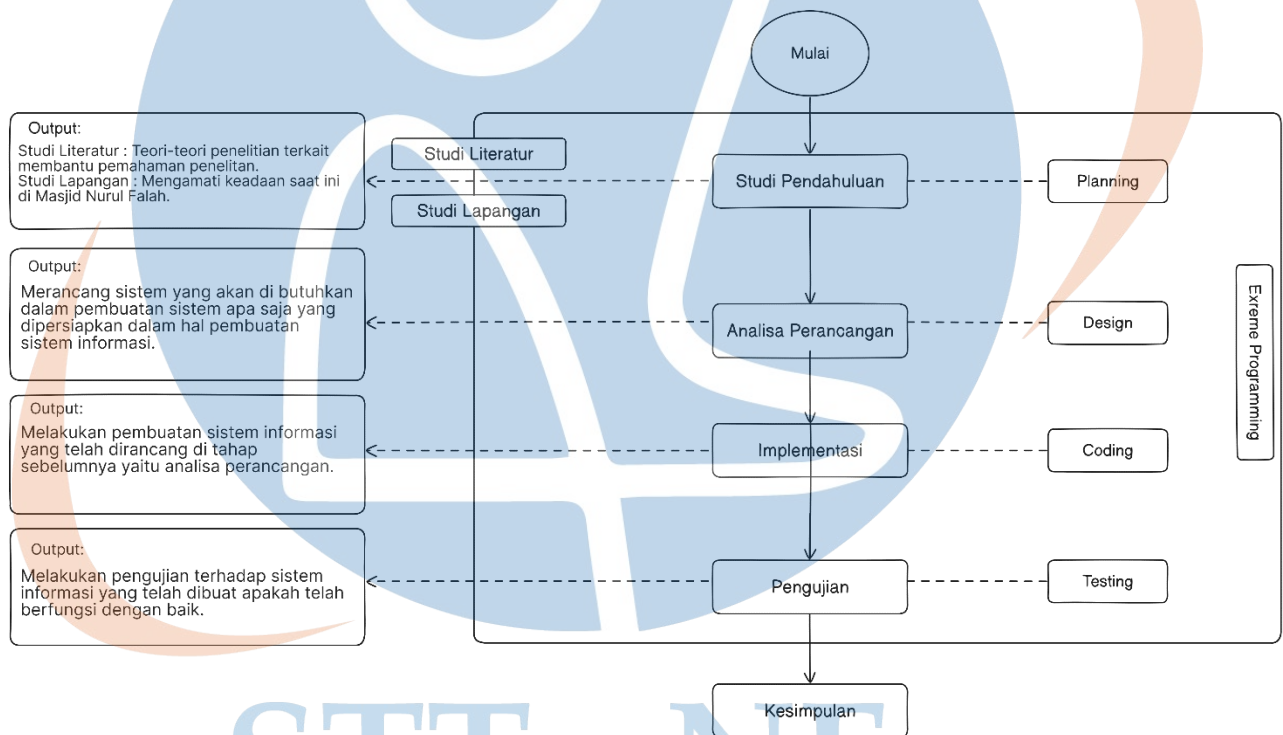 Mulai
Output:
Studi Literatur : Teori-teori penelitian terkait
membantu pemahaman penelitan.
Studi Lapangan : Mengamati keadaan saat ini
di Masjid Nurul Falah.
Studi Literatur
Studi Lapangan
Studi Pendahuluan
Planning
Output:
Merancang sistem yang akan di butuhkan
dalam pembuatan sistem apa saja yang
dipersiapkan dalam hal pembuatan
sistem informasi.
Analisa Perancangan
Design
Exreme Programming
Output:
Melakukan pembuatan sistem informasi
yang telah dirancang di tahap
sebelumnya yaitu analisa perancangan.
Implementasi
Coding
Output:
Melakukan pengujian terhadap sistem
informasi yang telah dibuat apakah telah
berfungsi dengan baik.
Pengujian
Testing
Kesimpulan
STT - NF